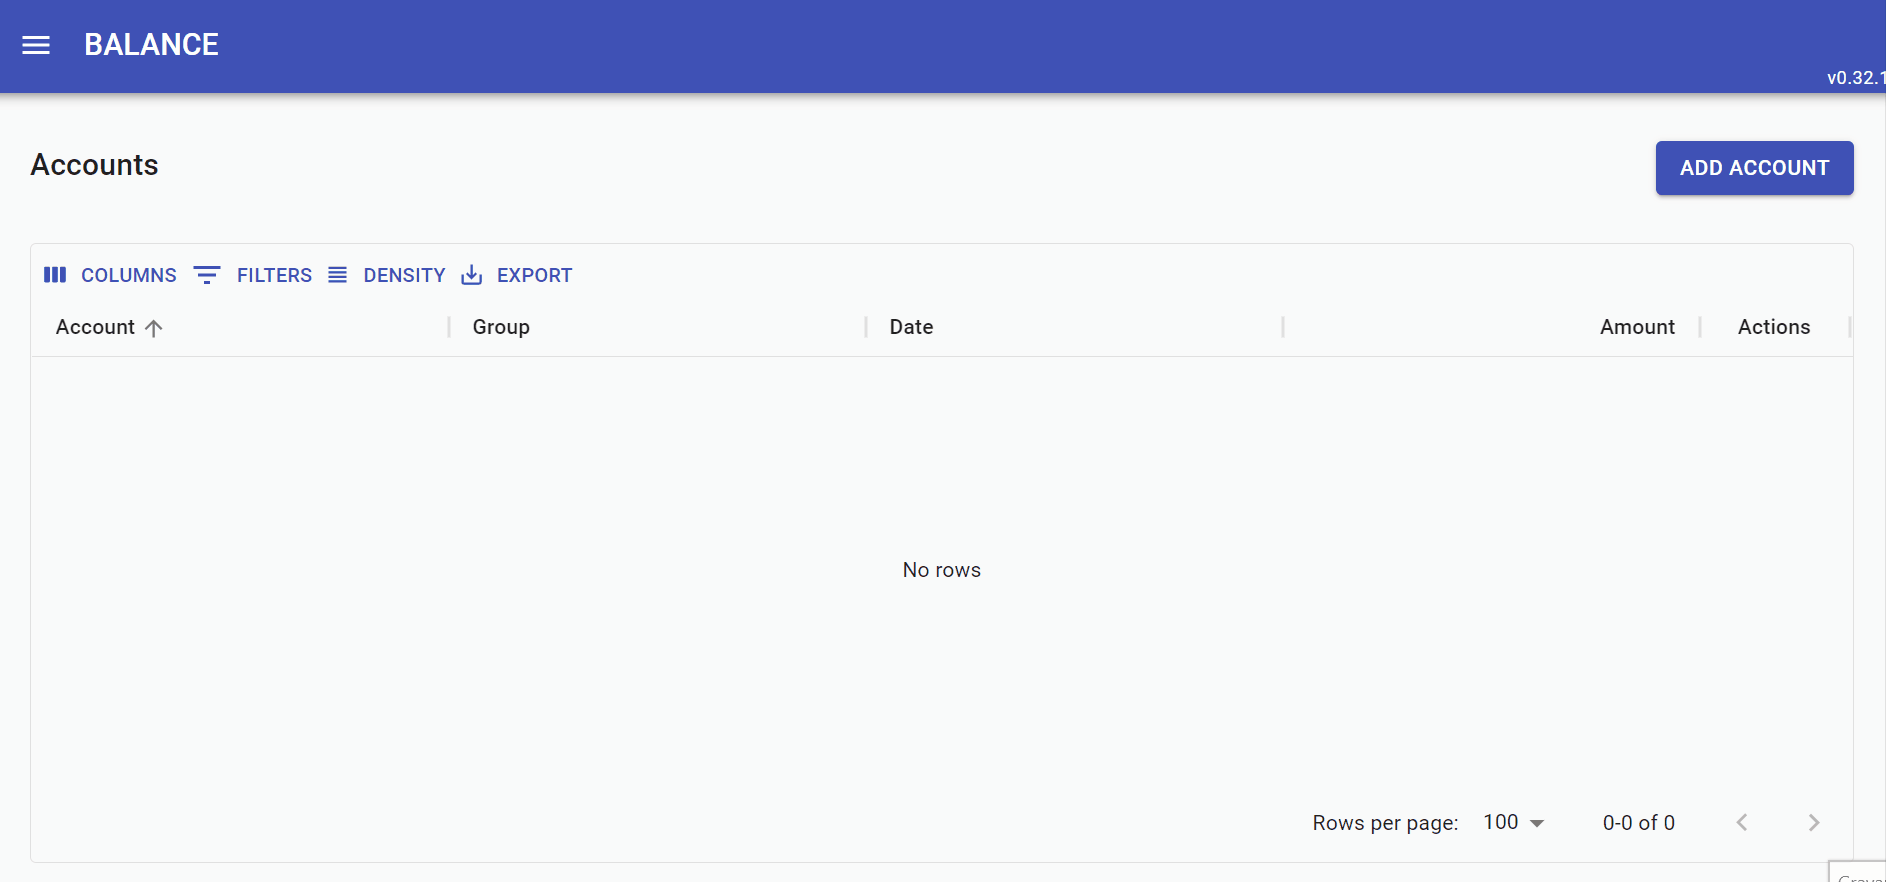 BALANCE
v0.32.1
Accounts
ADD ACCOUNT
COLUMNS FILTERS DENSITY EXPORT
Account Group Date Amount Actions
No rows
Rows per page: 100 0-0 of 0